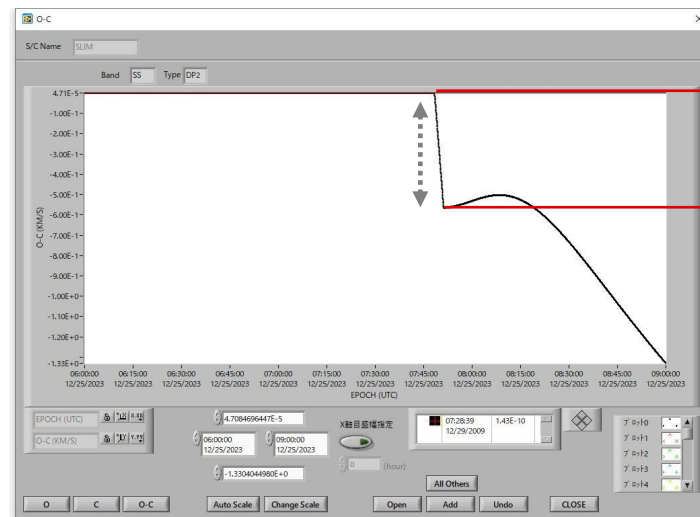 O-C
S/C Name SLIM
Band SS Type DP2
4.71E-5
-1.00E-1
-2.00E-1
-3.00E-1
-4.00E-1
-5.00E-1
-6.00E-1
-7.00E-1
-8.00E-1
-9.00E-1
-1.00E+0
-1.10E+0
-1.20E+0
-1.33E+0
O-C (KM/S)
06:00:00 06:15:00 06:30:00 06:45:00 07:00:00 07:15:00 07:30:00 07:45:00 08:00:00 08:15:00 08:30:00 08:45:00 09:00:00
12/25/2023 12/25/2023 12/25/2023 12/25/2023 12/25/2023 12/25/2023 12/25/2023 12/25/2023 12/25/2023 12/25/2023 12/25/2023 12/25/2023 12/25/2023
EPOCH (UTC)
EPOCH (UTC)
O-C (KM/S)
4.7084696447E-5
06:00:00
12/25/2023
09:00:00
12/25/2023
-1.3304044980E+0
X軸目盛幅指定
0 (hour)
07:28:39 1.43E-10
12/29/2009
プロット0
プロット1
プロット2
プロット3
プロット4
All Others
O C O-C Auto Scale Change Scale Open Add Undo CLOSE